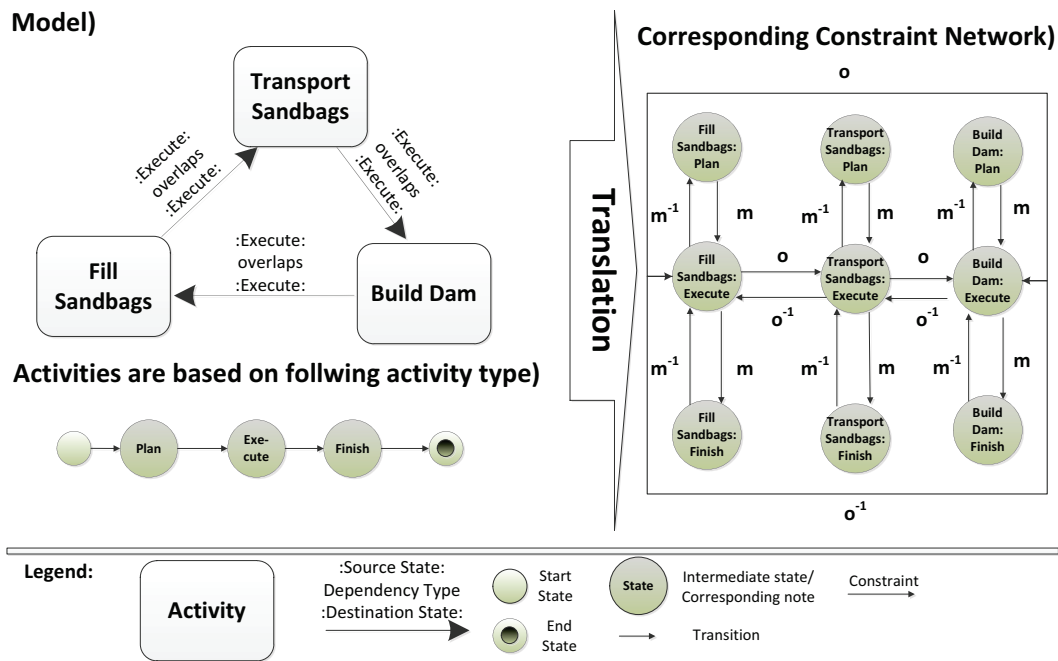 Model)
Corresponding Constraint Network)
Transport
Sandbags
:Execute:
overlaps
:Execute:
:Execute:
overlaps
:Execute:
:Execute:
overlaps
:Execute:
Fill
Sandbags
Build Dam
Activities are based on follwing activity type)
Plan
Exe-
cute
Finish
Translation
o
Fill
Sandbags:
Plan
Transport
Sandbags:
Plan
Build
Dam:
Plan
m⁻¹
m
m⁻¹
m
m⁻¹
m
Fill
Sandbags:
Execute
o
Transport
Sandbags:
Execute
o
Build
Dam:
Execute
o⁻¹
o⁻¹
m⁻¹
m
m⁻¹
m
m⁻¹
m
Fill
Sandbags:
Finish
Transport
Sandbags:
Finish
Build
Dam:
Finish
o⁻¹
Legend:
Activity
:Source State:
Dependency Type
:Destination State:
Start
State
End
State
State
Intermediate state/
Corresponding note
Transition
Constraint